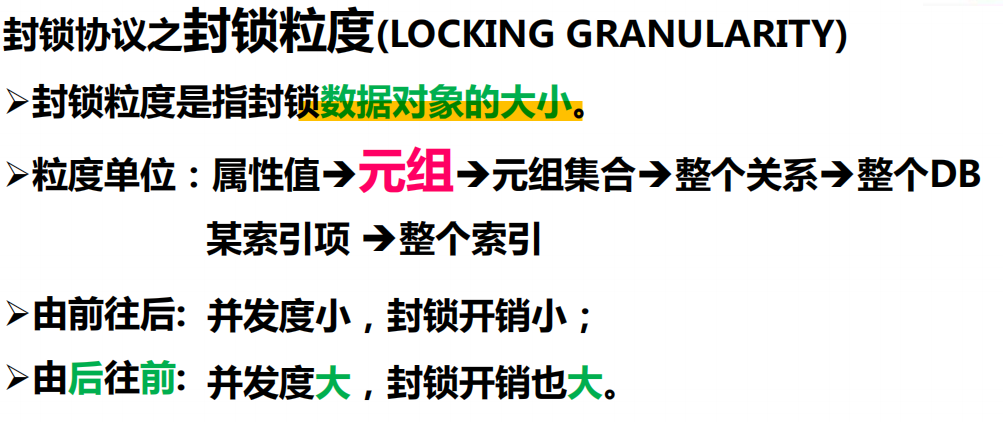 封锁协议之封锁粒度(LOCKING GRANULARITY)
➢封锁粒度是指封锁数据对象的大小。
➢粒度单位：属性值➔元组➔元组集合➔整个关系➔整个DB
某索引项 ➔整个索引
➢由前往后: 并发度小，封锁开销小；
➢由后往前: 并发度大，封锁开销也大。